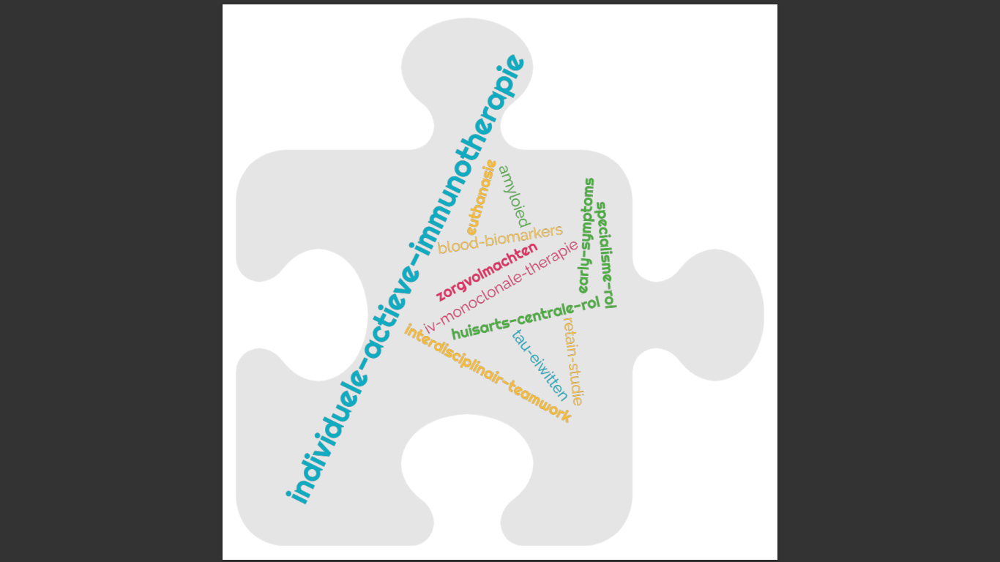 individuele-actieve-immunotherapie
euthanasie
amyloied
blood-biomarkers
early-symptoms
specialisme-rol
zorgvolmachten
iv-monoclonale-therapie
huisarts-centrale-rol
interdisciplinair-teamwork
tau-eiwitten
retain-studie